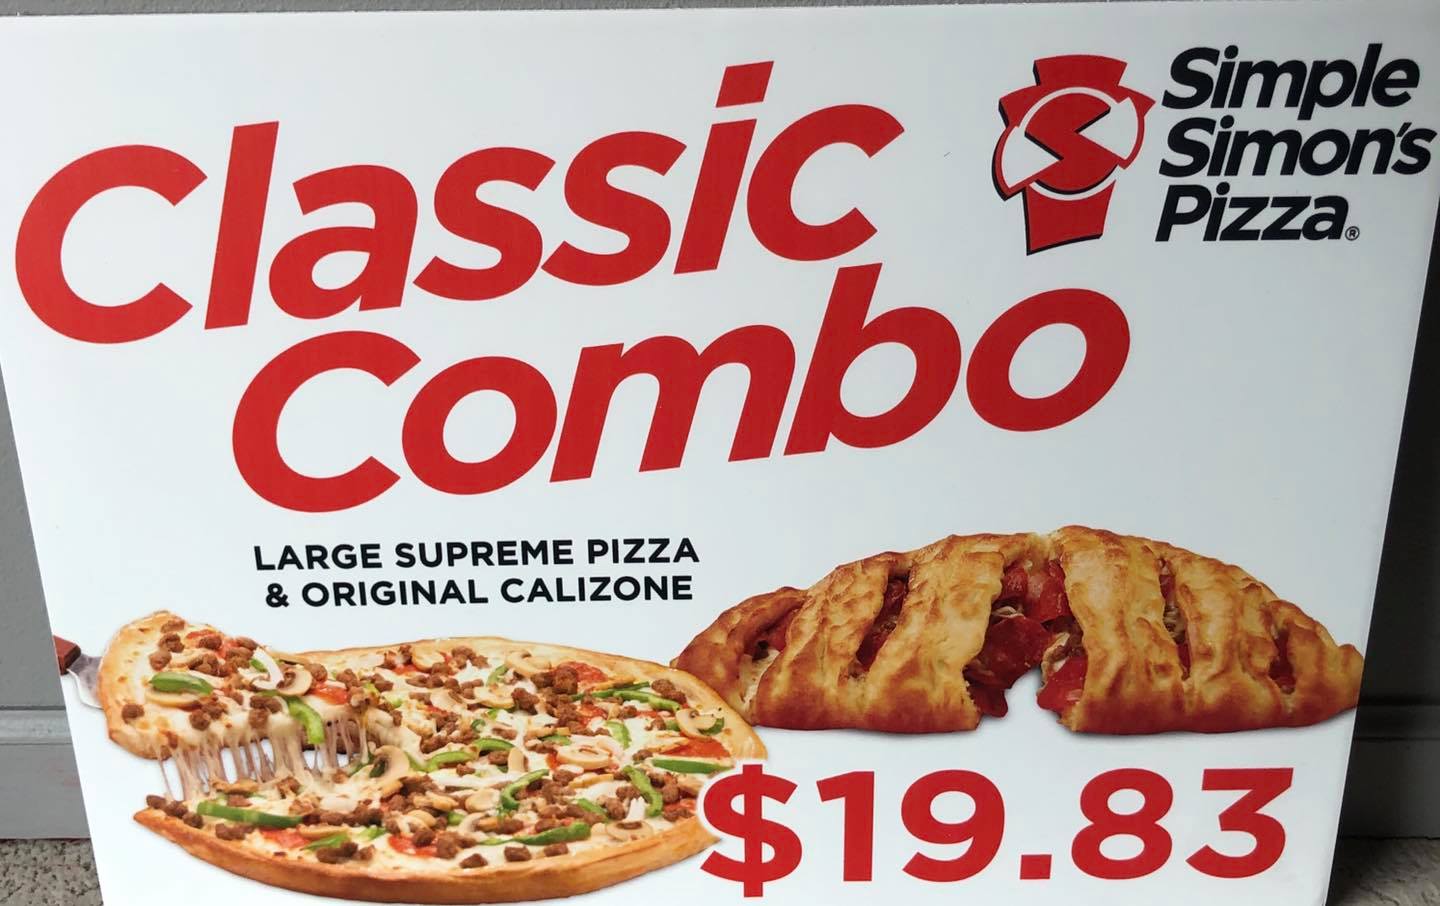 Classic
Combo
Simple
Simon's
Pizza®
LARGE SUPREME PIZZA
& ORIGINAL CALIZONE
$19.83